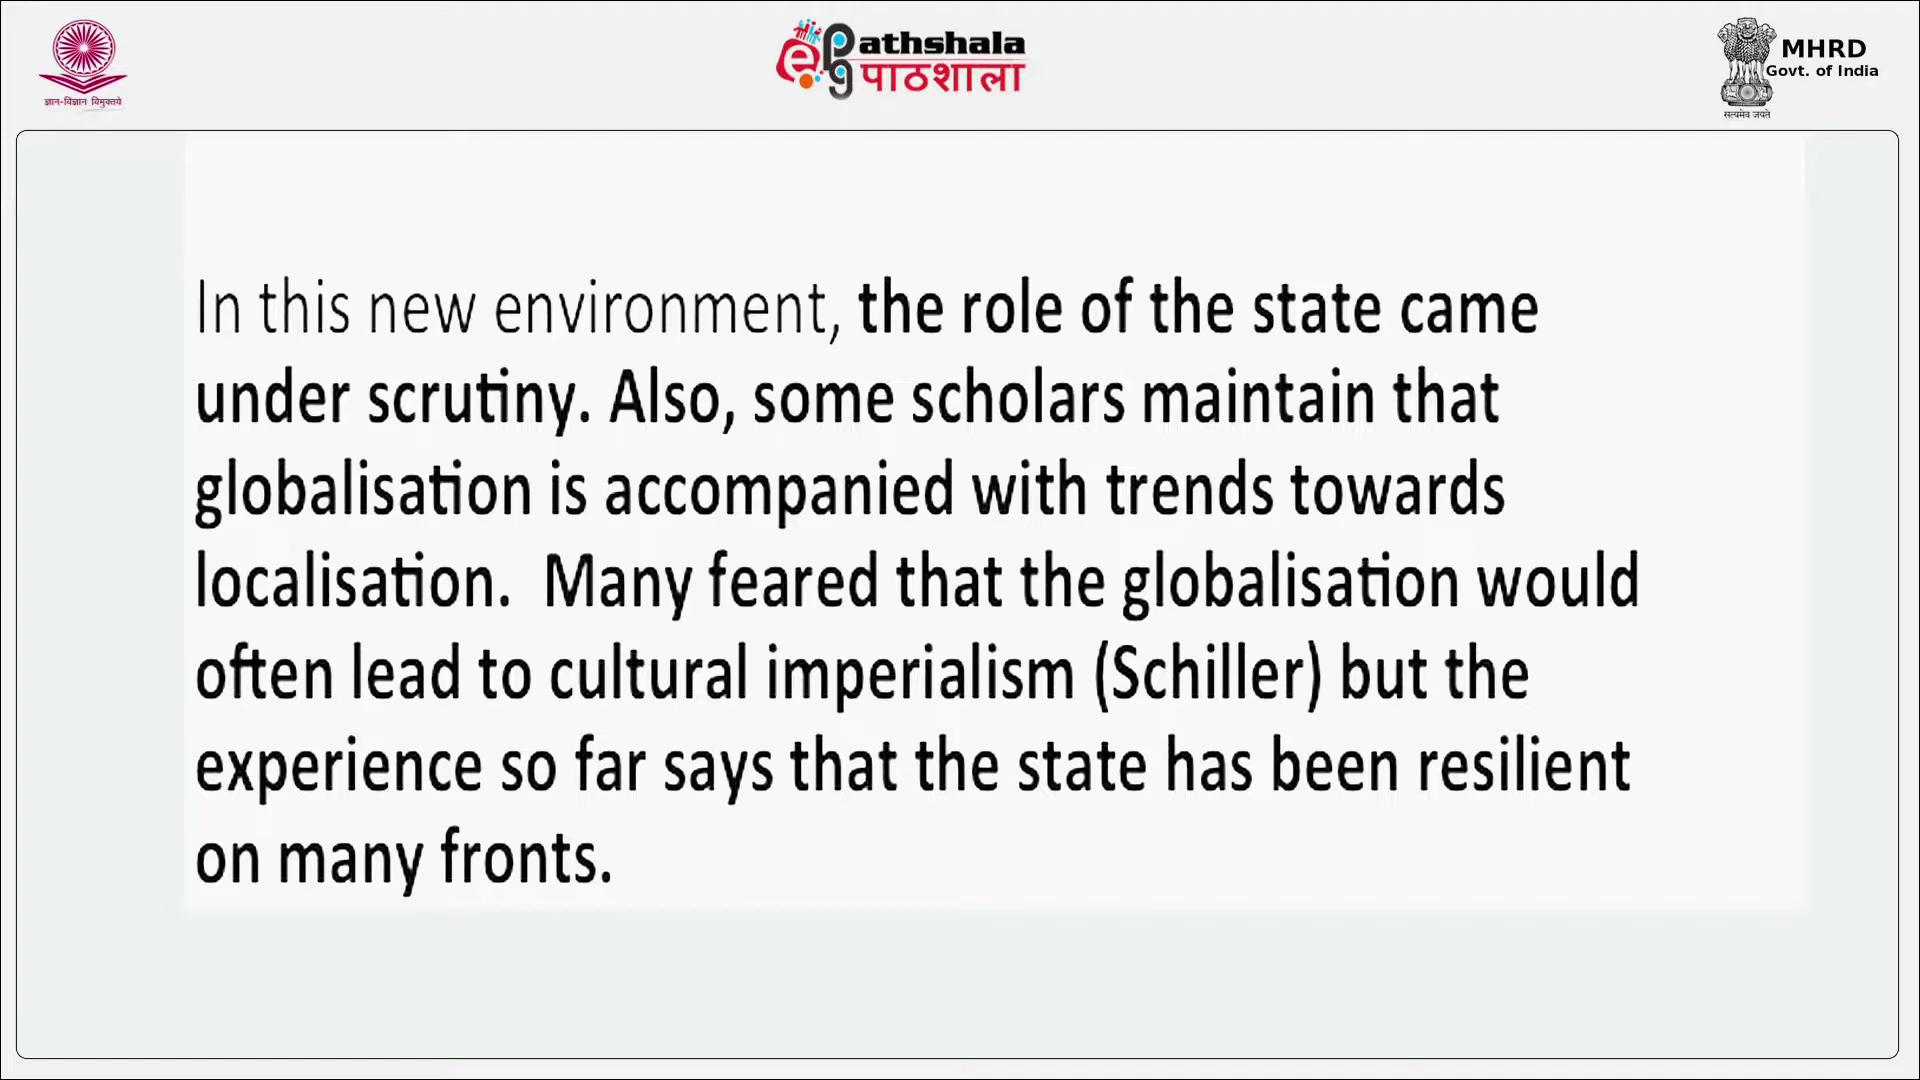 ज्ञान-विज्ञान विमुक्तये
ePG Pathshala
पाठशाला
MHRD
Govt. of India
सत्यमेव जयते
In this new environment, the role of the state came
under scrutiny. Also, some scholars maintain that
globalisation is accompanied with trends towards
localisation.  Many feared that the globalisation would
often lead to cultural imperialism (Schiller) but the
experience so far says that the state has been resilient
on many fronts.